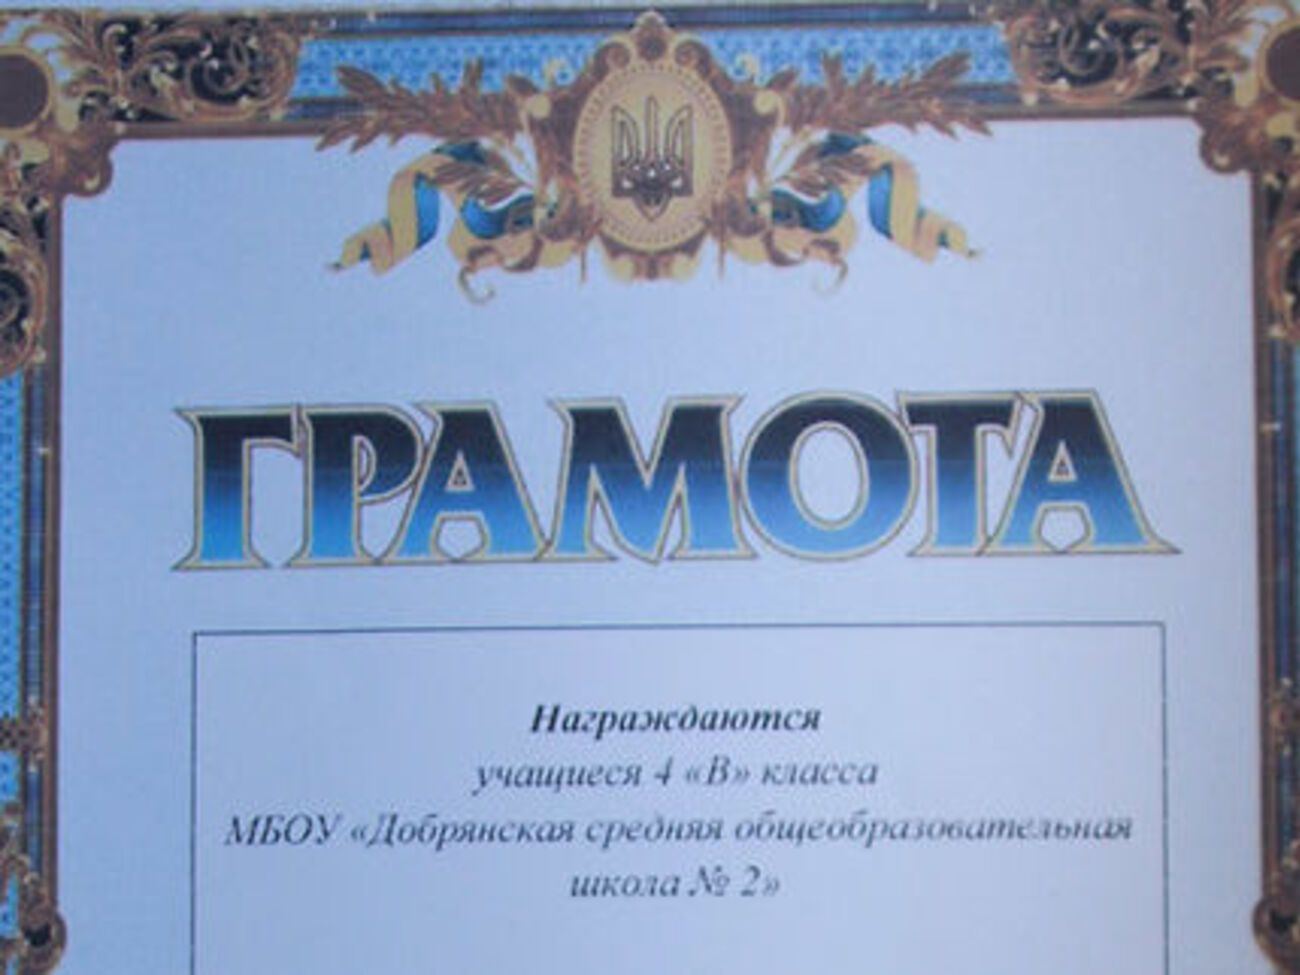 ГРАМОТА
Награждаются
учащиеся 4 «В» класса
МБОУ «Добрянская средняя общеобразовательная
школа № 2»